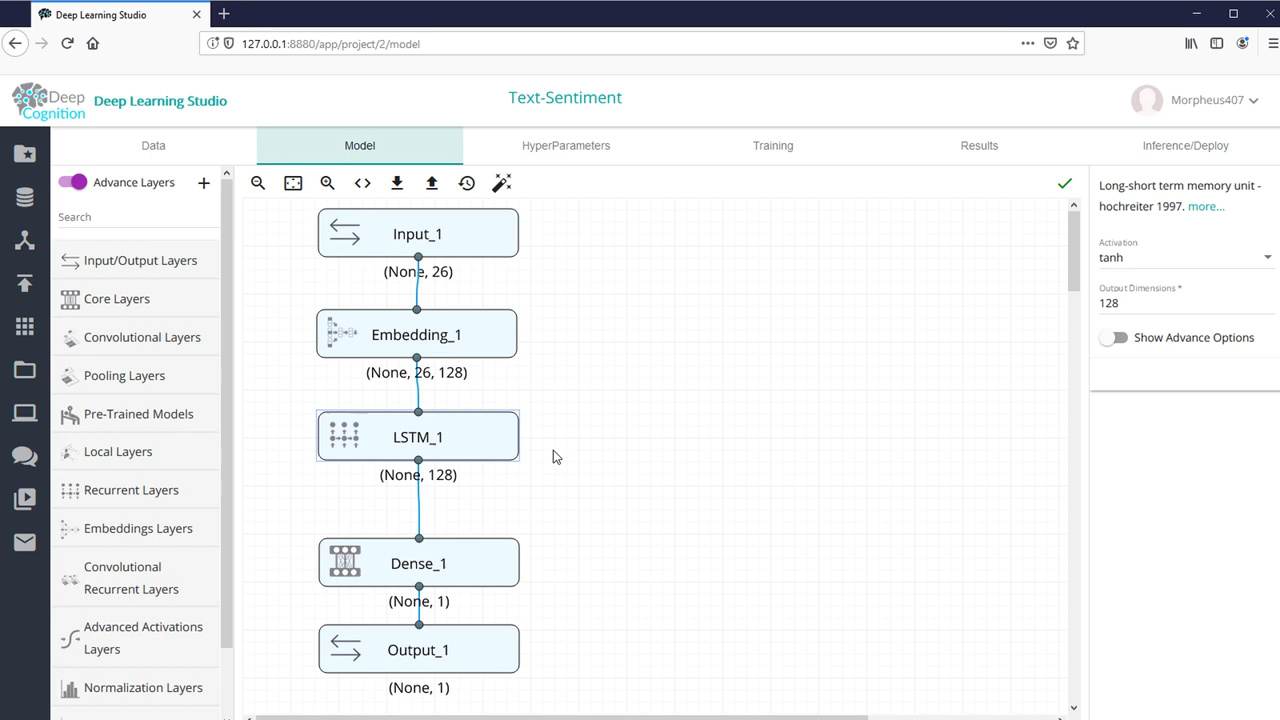 Deep Learning Studio
127.0.0.1:8880/app/project/2/model
Deep
Cognition
Deep Learning Studio
Text-Sentiment
Morpheus407
Data
Model
HyperParameters
Training
Results
Inference/Deploy
Advance Layers
Search
Input/Output Layers
Core Layers
Convolutional Layers
Pooling Layers
Pre-Trained Models
Local Layers
Recurrent Layers
Embeddings Layers
Convolutional
Recurrent Layers
Advanced Activations
Layers
Normalization Layers
Input_1
(None, 26)
Embedding_1
(None, 26, 128)
LSTM_1
(None, 128)
Dense_1
(None, 1)
Output_1
(None, 1)
Long-short term memory unit -
hochreiter 1997. more...
Activation
tanh
Output Dimensions *
128
Show Advance Options